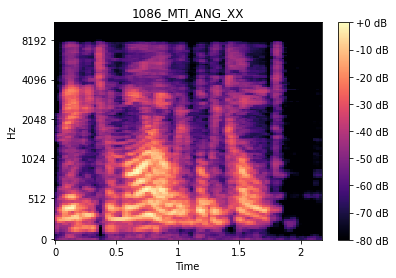 1086_MTI_ANG_XX
+0 dB
8192
-10 dB
4096
-20 dB
-30 dB
2048
Hz
-40 dB
1024
-50 dB
512
-60 dB
-70 dB
0
-80 dB
0 0.5 1 1.5 2
Time